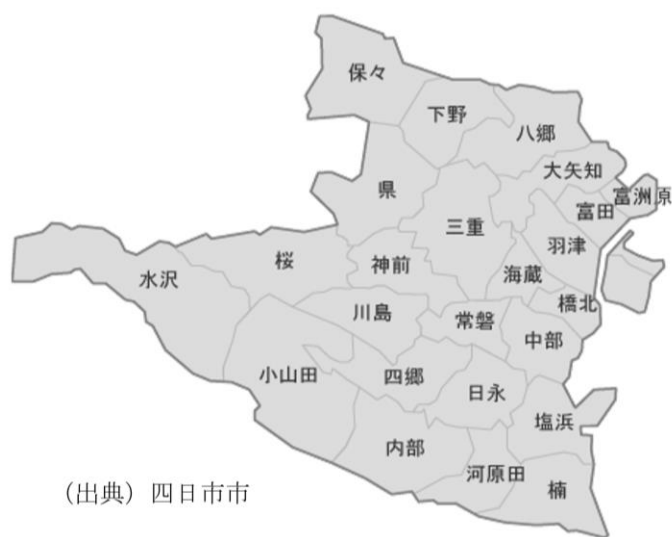 保々
下野
八郷
大矢知
県
富洲原
富田
三重
羽津
桜
神前
水沢
海蔵
橋北
川島
常磐
中部
小山田
四郷
日永
塩浜
内部
河原田
楠
（出典）四日市市